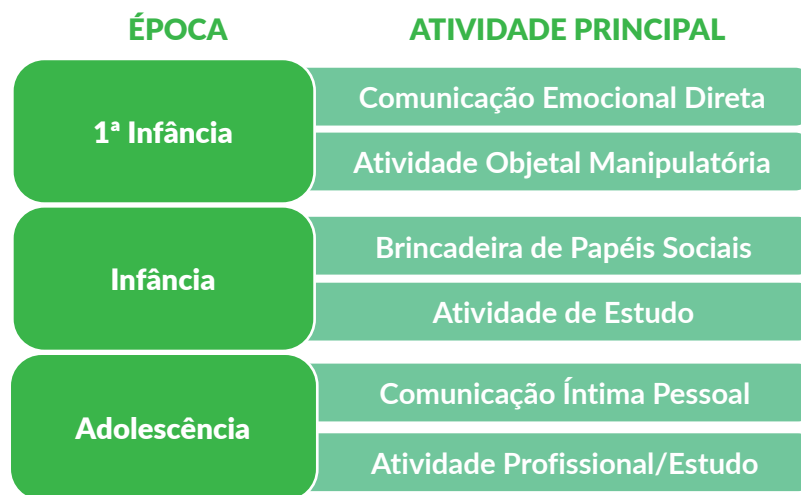 ÉPOCA
ATIVIDADE PRINCIPAL
1ª Infância
Comunicação Emocional Direta
Atividade Objetal Manipulatória
Infância
Brincadeira de Papéis Sociais
Atividade de Estudo
Adolescência
Comunicação Íntima Pessoal
Atividade Profissional/Estudo